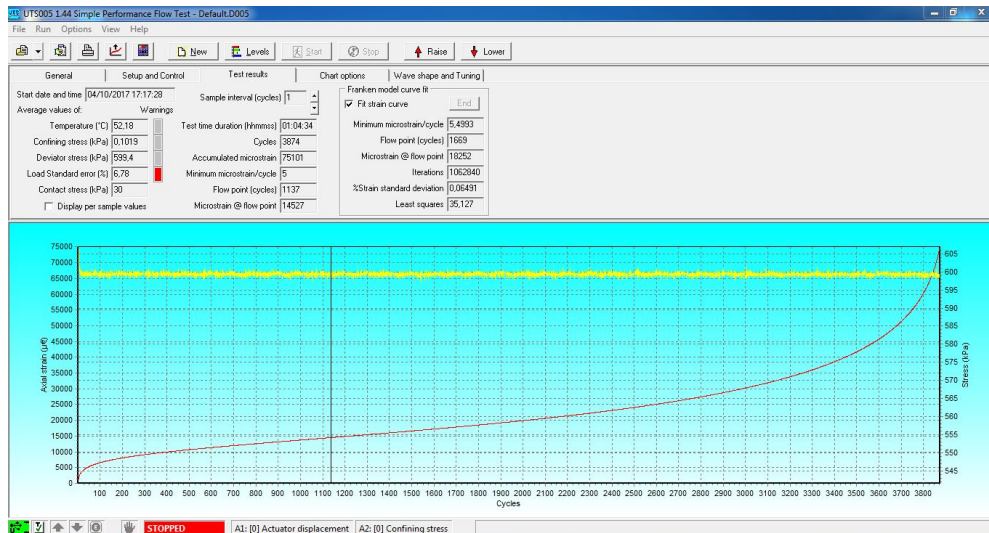 UTS005 1.44 Simple Performance Flow Test - Default.D005
File Run Options View Help
New Levels Start Stop Raise Lower
General Setup and Control Test results Chart options Wave shape and Tuning
Start date and time 04/10/2017 17:17:28
Average values of: Warnings
Temperature (°C) 52,18
Confining stress (kPa) 0,1019
Deviator stress (kPa) 599,4
Load Standard error (%) 6,78
Contact stress (kPa) 30
Display per sample values
Sample interval (cycles) 1
Test time duration (hhmmss) 01:04:34
Cycles 3874
Accumulated microstrain 75101
Minimum microstrain/cycle 5
Flow point (cycles) 1137
Microstrain @ flow point 14527
Franken model curve fit
Fit strain curve End
Minimum microstrain/cycle 5,4993
Flow point (cycles) 1669
Microstrain @ flow point 18252
Iterations 1062840
%Strain standard deviation 0,06491
Least squares 35,127
Axial strain (µє)
75000
70000
65000
60000
55000
50000
45000
40000
35000
30000
25000
20000
15000
10000
5000
0
605
600
595
590
585
580
575
570
565
560
555
550
545
Stress (kPa)
100 200 300 400 500 600 700 800 900 1000 1100 1200 1300 1400 1500 1600 1700 1800 1900 2000 2100 2200 2300 2400 2500 2600 2700 2800 2900 3000 3100 3200 3300 3400 3500 3600 3700 3800
Cycles
STOPPED A1: [0] Actuator displacement A2: [0] Confining stress